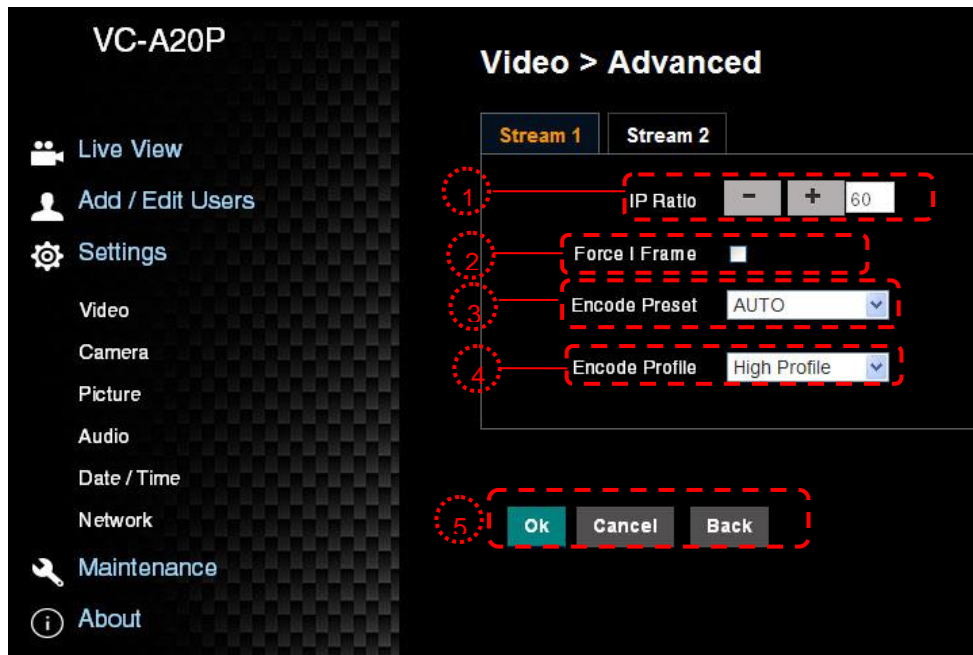 VC-A20P
Live View
Add / Edit Users
Settings
Video
Camera
Picture
Audio
Date / Time
Network
Maintenance
About
Video > Advanced
Stream 1 Stream 2
1 IP Ratio - + 60
2 Force I Frame
3 Encode Preset AUTO
4 Encode Profile High Profile
5 Ok Cancel Back